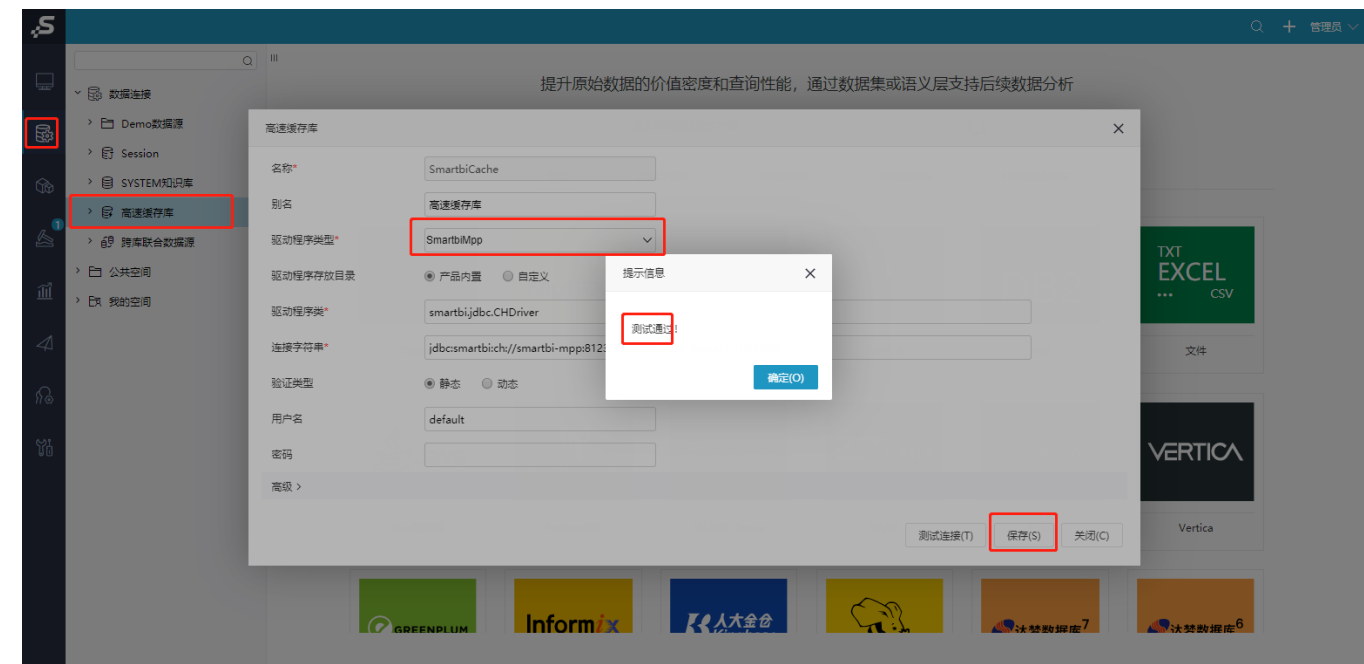 S
管理员
提升原始数据的价值密度和查询性能，通过数据集或语义层支持后续数据分析
数据连接
Demo数据源
Session
SYSTEM知识库
高速缓存库
1
跨库联合数据源
公共空间
我的空间
高速缓存库
名称*
SmartbiCache
别名
高速缓存库
驱动程序类型*
SmartbiMpp
驱动程序存放目录
产品内置
自定义
驱动程序类*
smartbi.jdbc.CHDriver
连接字符串*
jdbc:smartbi:ch://smartbi-mpp:8123
验证类型
静态
动态
用户名
default
密码
高级
测试连接(T)
保存(S)
关闭(C)
提示信息
测试通过!
确定(O)
TXT
EXCEL
... CSV
文件
VERTICA
Vertica
GREENPLUM
Informix
人大金仓
达梦数据库7
达梦数据库6